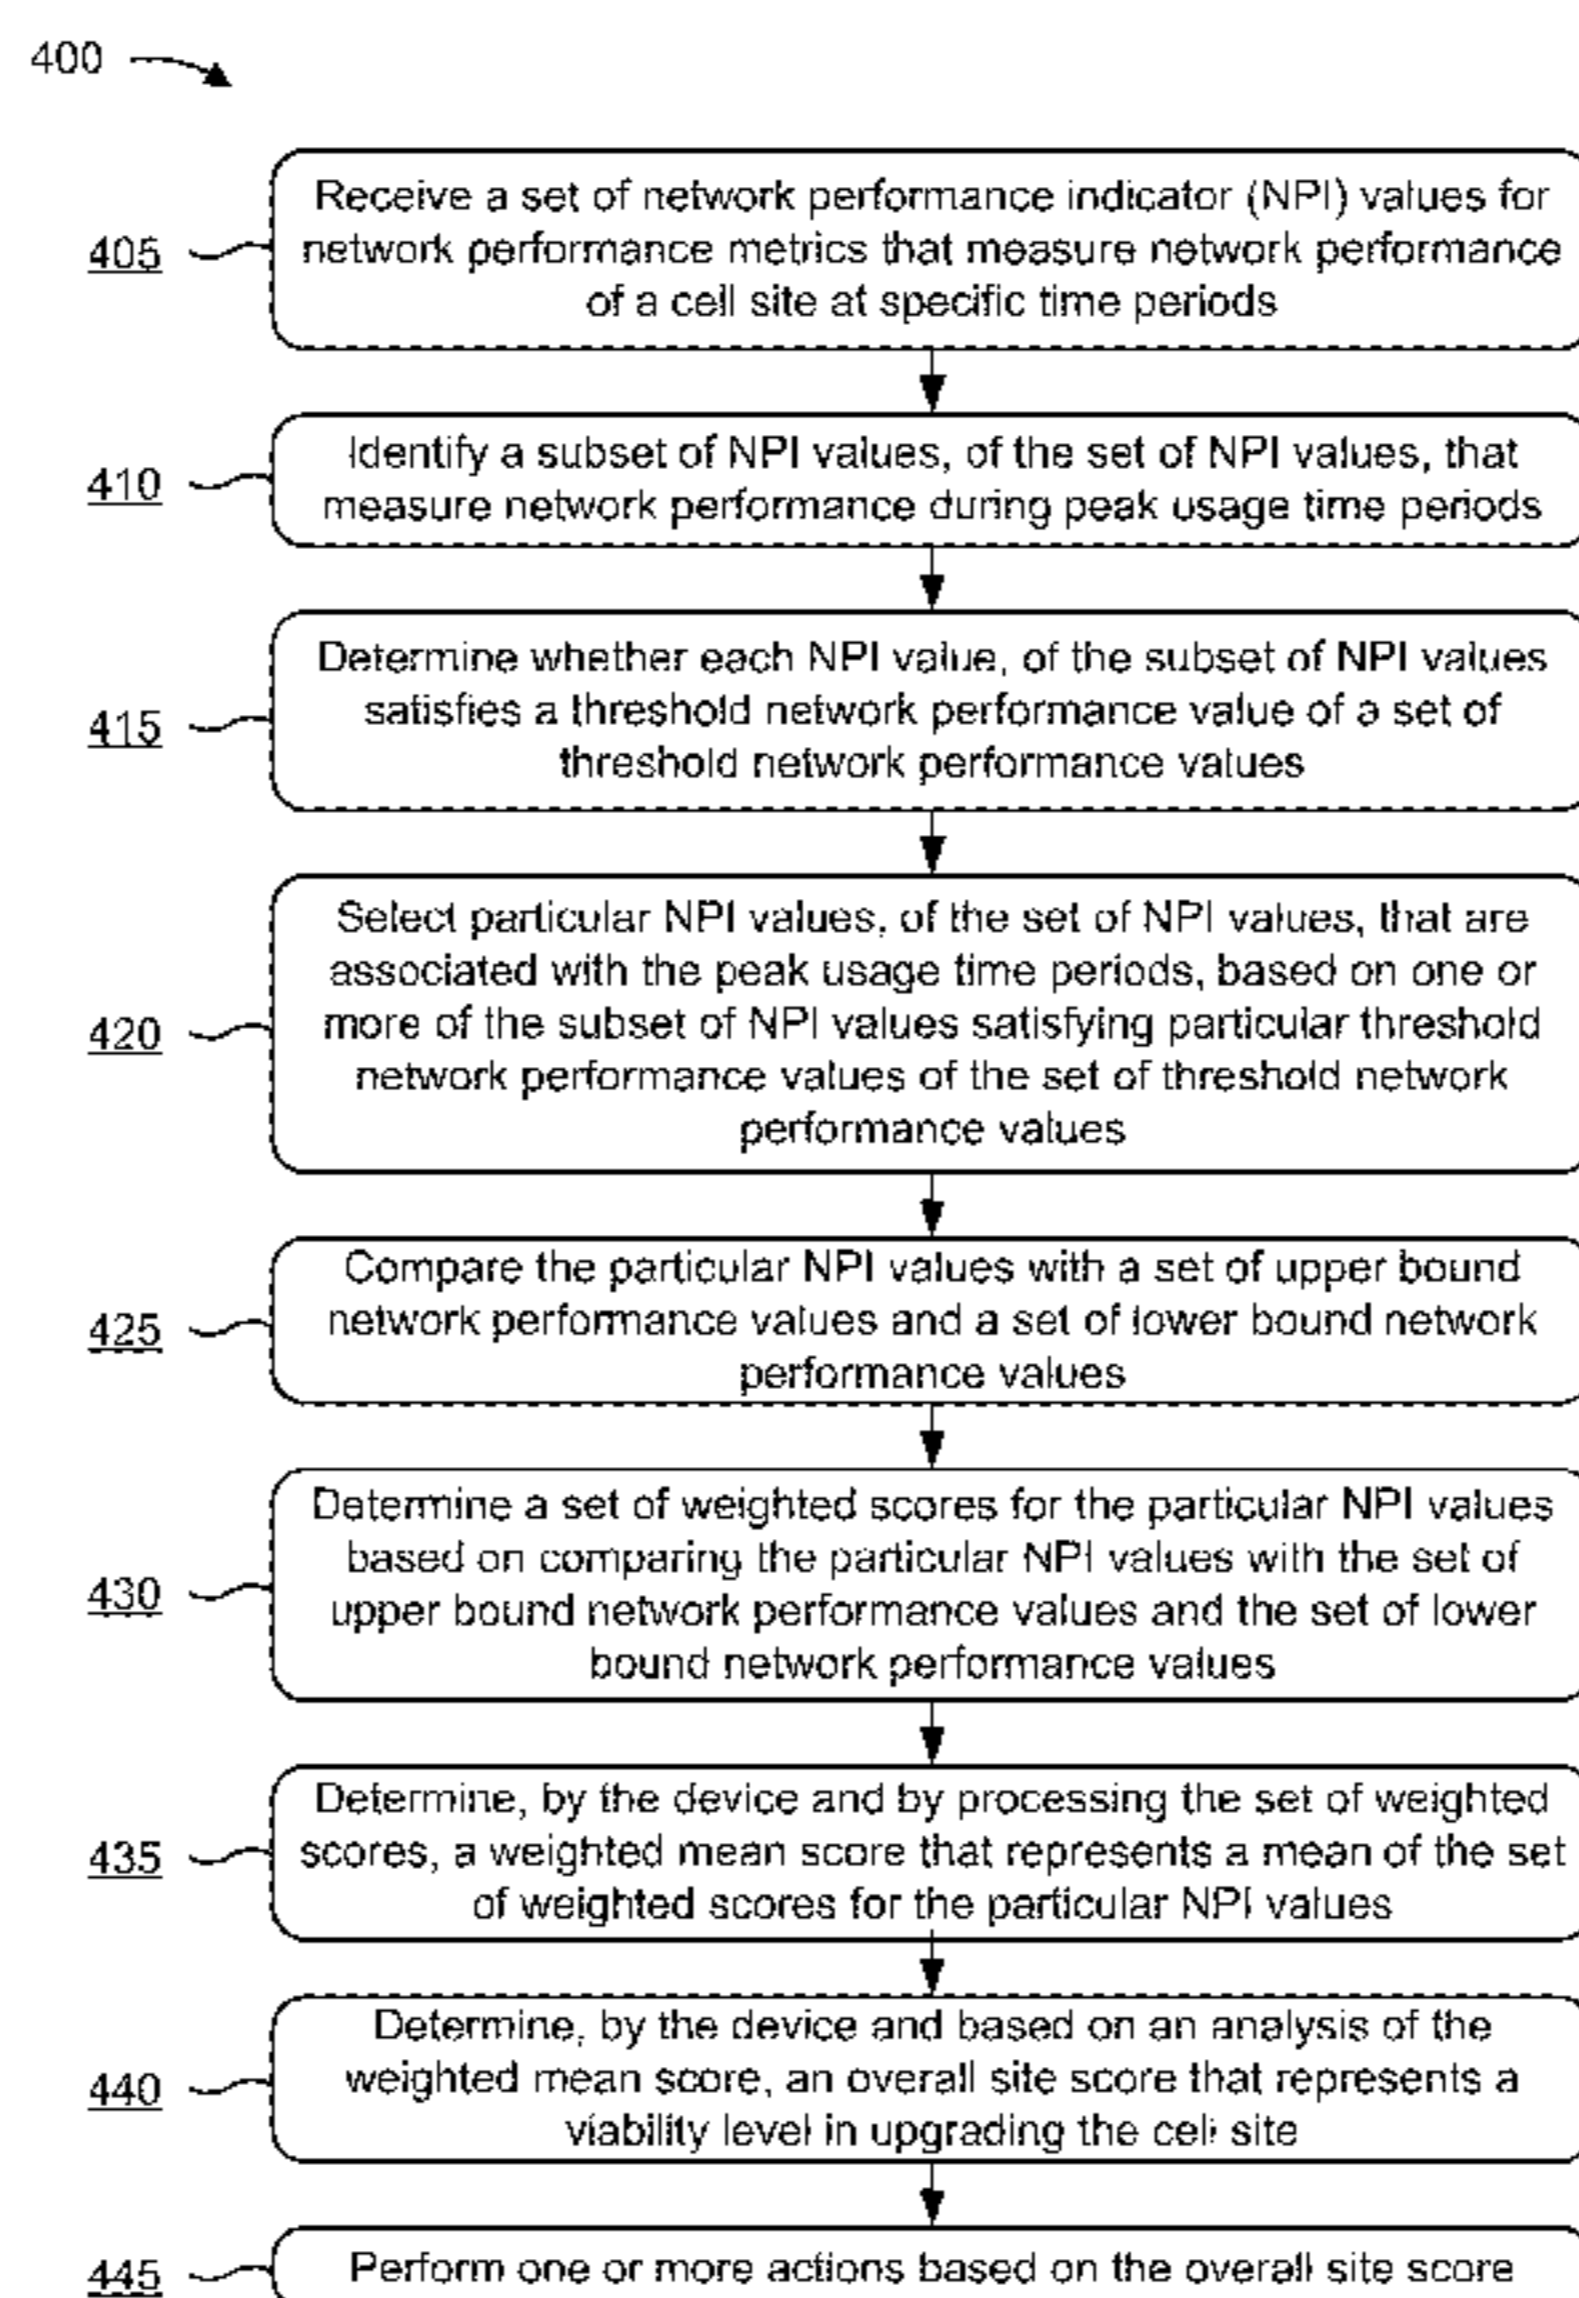 400
Receive a set of network performance indicator (NPI) values for
405
network performance metrics that measure network performance
of a cell site at specific time periods
Identify a subset of NPI values, of the set of NPI values, that
410
measure network performance during peak usage time periods
Determine whether each NPI value, of the subset of NPI values
415
satisfies a threshold network performance value of a set of
threshold network performance values
Select particular NPI values, of the set of NPI values, that are
associated with the peak usage time periods, based on one or
420
more of the subset of NPI values satisfying particular threshold
network performance values of the set of threshold network
performance values
Compare the particular NPI values with a set of upper bound
425
network performance values and a set of lower bound network
performance values
Determine a set of weighted scores for the particular NPI values
based on comparing the particular NPI values with the set of
430
upper bound network performance values and the set of lower
bound network performance values
Determine, by the device and by processing the set of weighted
435
scores, a weighted mean score that represents a mean of the set
of weighted scores for the particular NPI values
Determine, by the device and based on an analysis of the
440
weighted mean score, an overall site score that represents a
viability level in upgrading the cell site
445
Perform one or more actions based on the overall site score